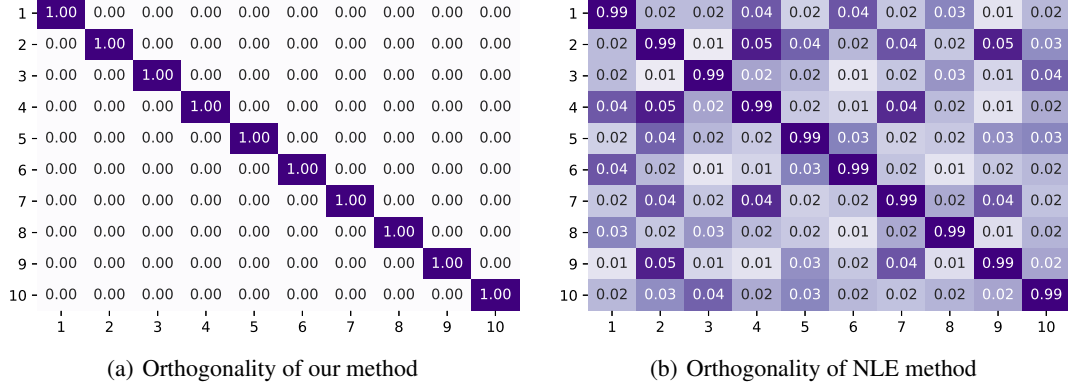 1 1.00 0.00 0.00 0.00 0.00 0.00 0.00 0.00 0.00 0.00
2 0.00 1.00 0.00 0.00 0.00 0.00 0.00 0.00 0.00 0.00
3 0.00 0.00 1.00 0.00 0.00 0.00 0.00 0.00 0.00 0.00
4 0.00 0.00 0.00 1.00 0.00 0.00 0.00 0.00 0.00 0.00
5 0.00 0.00 0.00 0.00 1.00 0.00 0.00 0.00 0.00 0.00
6 0.00 0.00 0.00 0.00 0.00 1.00 0.00 0.00 0.00 0.00
7 0.00 0.00 0.00 0.00 0.00 0.00 1.00 0.00 0.00 0.00
8 0.00 0.00 0.00 0.00 0.00 0.00 0.00 1.00 0.00 0.00
9 0.00 0.00 0.00 0.00 0.00 0.00 0.00 0.00 1.00 0.00
10 0.00 0.00 0.00 0.00 0.00 0.00 0.00 0.00 0.00 1.00
1 2 3 4 5 6 7 8 9 10
(a) Orthogonality of our method
1 0.99 0.02 0.02 0.04 0.02 0.04 0.02 0.03 0.01 0.02
2 0.02 0.99 0.01 0.05 0.04 0.02 0.04 0.02 0.05 0.03
3 0.02 0.01 0.99 0.02 0.02 0.01 0.02 0.03 0.01 0.04
4 0.04 0.05 0.02 0.99 0.02 0.01 0.04 0.02 0.01 0.02
5 0.02 0.04 0.02 0.02 0.99 0.03 0.02 0.02 0.03 0.03
6 0.04 0.02 0.01 0.01 0.03 0.99 0.02 0.01 0.02 0.02
7 0.02 0.04 0.02 0.04 0.02 0.02 0.99 0.02 0.04 0.02
8 0.03 0.02 0.03 0.02 0.02 0.01 0.02 0.99 0.01 0.02
9 0.01 0.05 0.01 0.01 0.03 0.02 0.04 0.01 0.99 0.02
10 0.02 0.03 0.04 0.02 0.03 0.02 0.02 0.02 0.02 0.99
1 2 3 4 5 6 7 8 9 10
(b) Orthogonality of NLE method